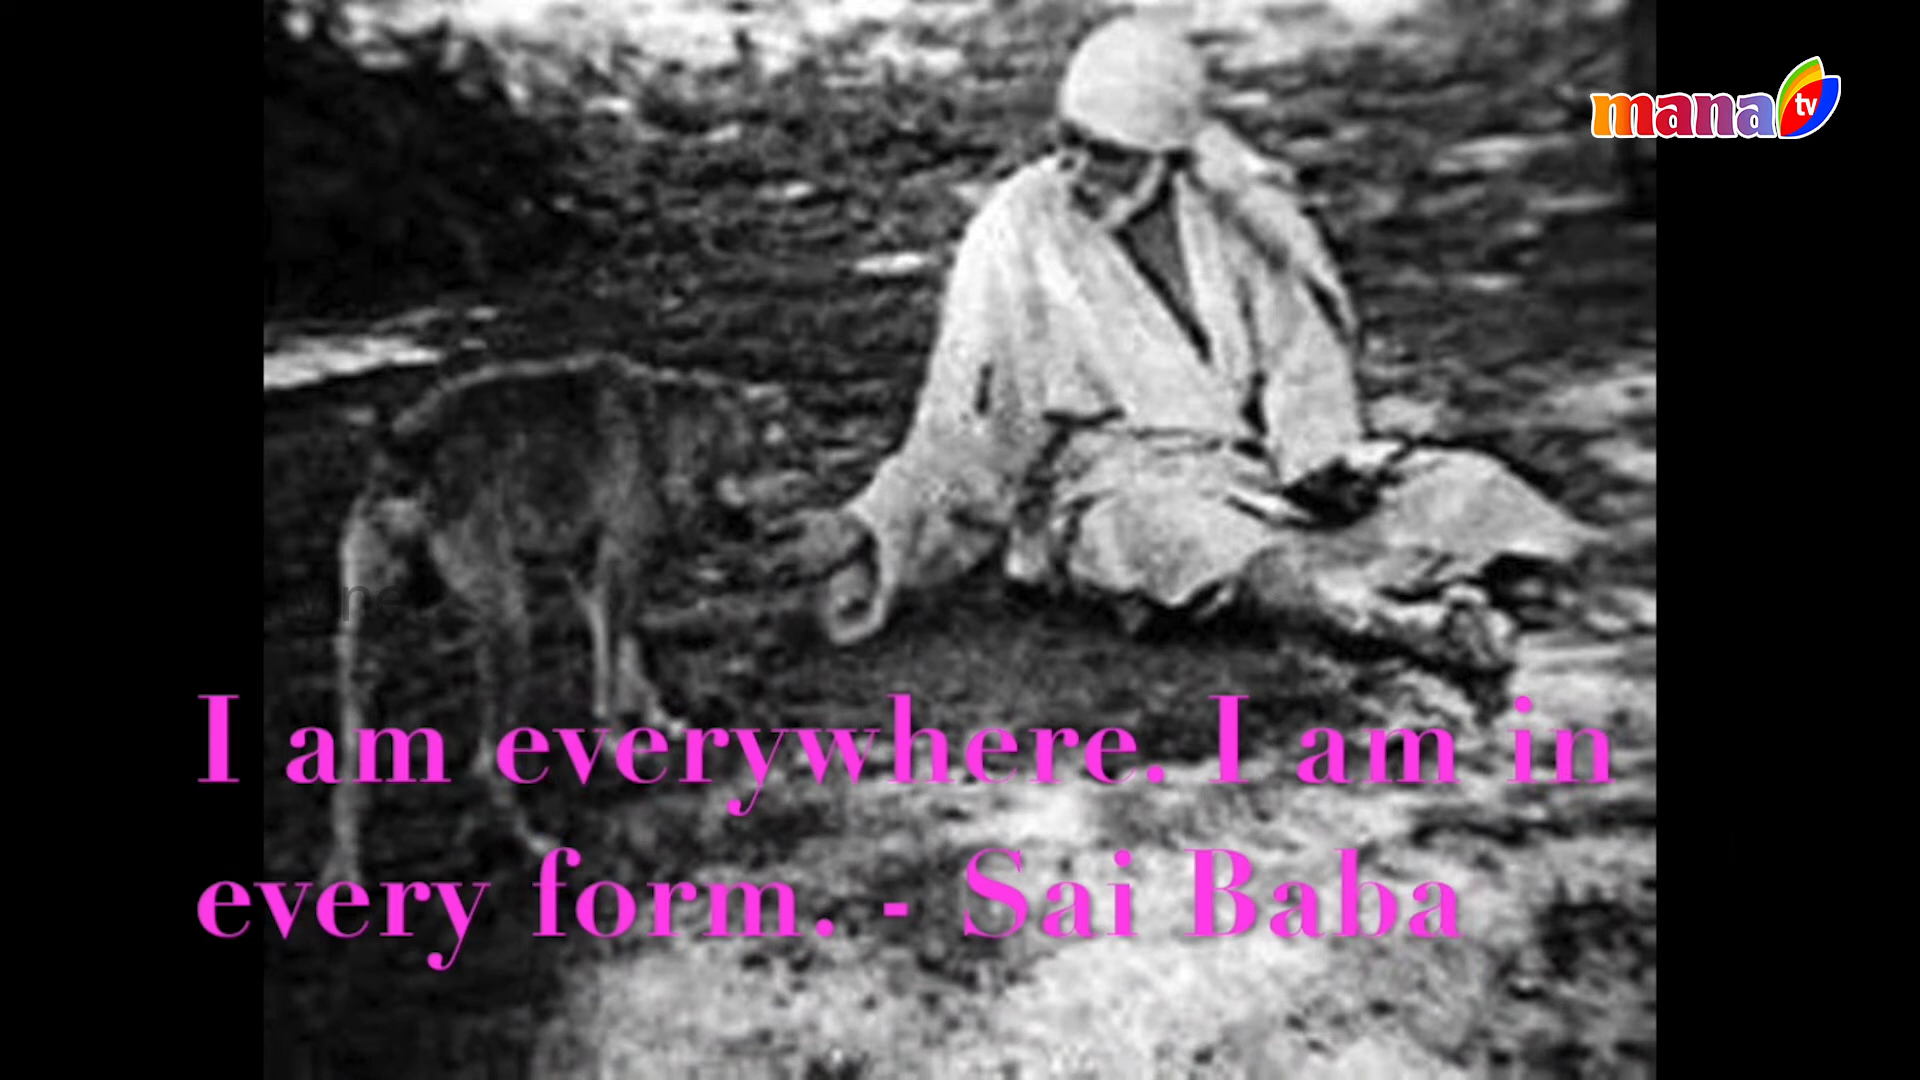 mana tv
I am everywhere. I am in
every form. - Sai Baba